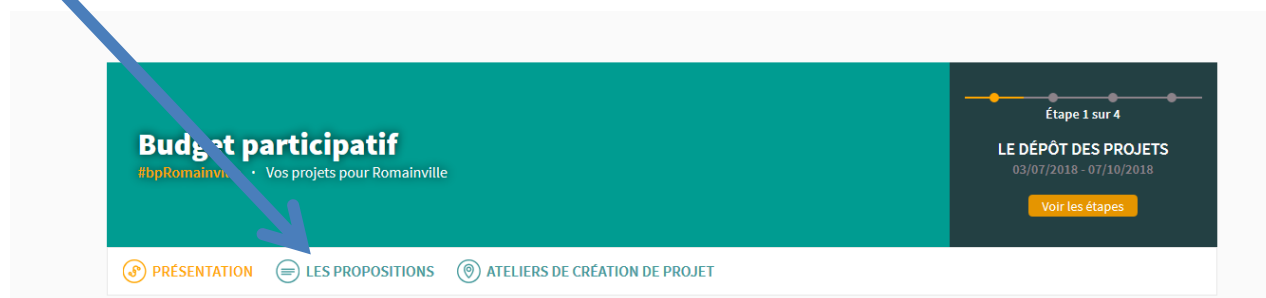 Budget participatif
#bpRomainville · Vos projets pour Romainville
Étape 1 sur 4
LE DÉPÔT DES PROJETS
03/07/2018 - 07/10/2018
Voir les étapes
PRÉSENTATION LES PROPOSITIONS ATELIERS DE CRÉATION DE PROJET